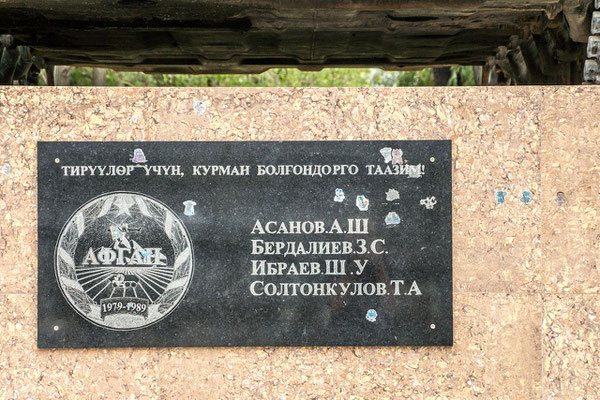 ТИРҮҮЛӨР ҮЧҮН, КУРМАН БОЛГОНДОРГО ТААЗИМ!
АФГАН
1979-1989
АСАНОВ.А.Ш
БЕРДАЛИЕВ.З.С.
ИБРАЕВ.Ш.У
СОЛТОНКУЛОВ.Т.А